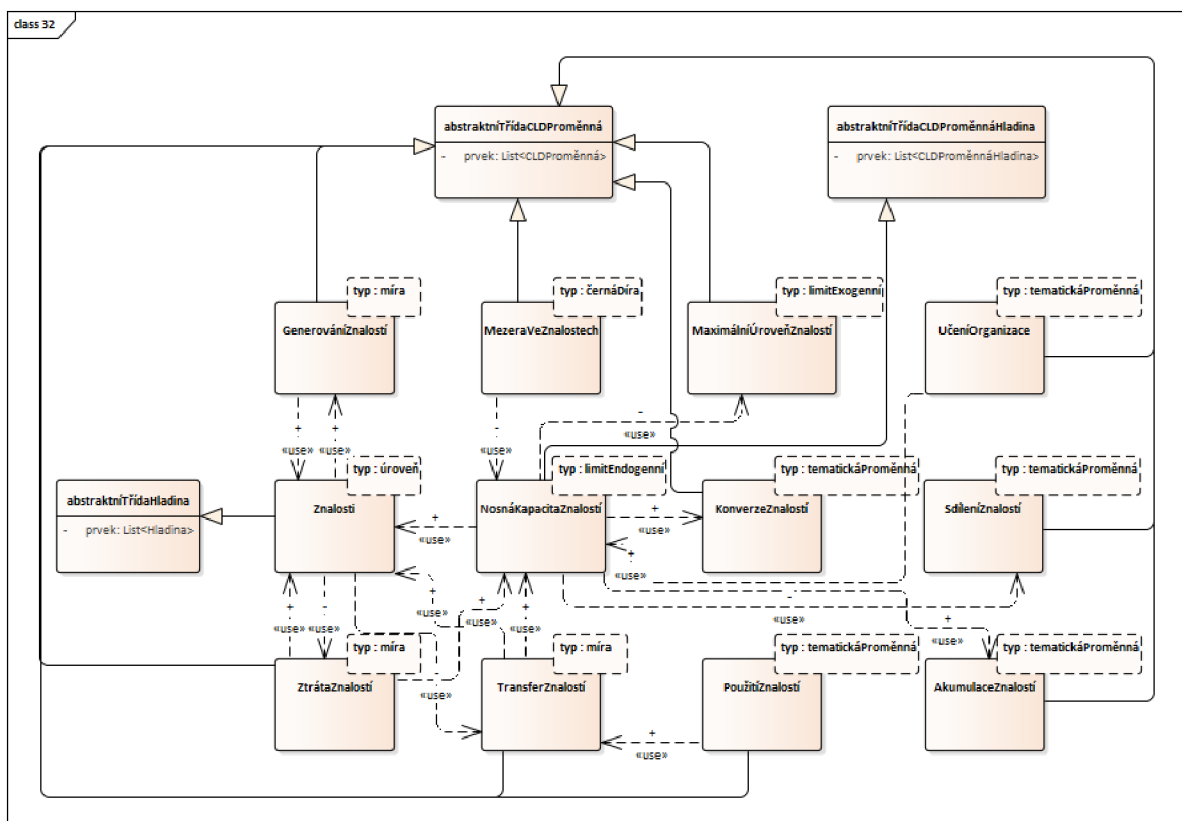 class 32
abstraktníTřídaCLDProměnná
- prvek: List<CLDProměnná>
abstraktníTřídaCLDProměnnáHladina
- prvek: List<CLDProměnnáHladina>
typ : míra
GenerováníZnalostí
typ : černáDíra
MezeraVeZnalostech
typ : limitExogenní
MaximálníÚroveňZnalostí
typ : tematickáProměnná
UčeníOrganizace
+
«use»
+
«use»
-
«use»
-
«use»
abstraktníTřídaHladina
- prvek: List<Hladina>
typ : úroveň
Znalosti
typ : limitEndogenní
NosnáKapacitaZnalostí
typ : tematickáProměnná
KonverzeZnalostí
typ : tematickáProměnná
SdíleníZnalostí
+
«use»
+
«use»
+
«use»
+
«use»
-
«use»
+
«use»
+
«use»
+
«use»
-
«use»
+
«use»
+
«use»
typ : míra
ZtrátaZnalostí
typ : míra
TransferZnalostí
typ : tematickáProměnná
PoužitíZnalostí
typ : tematickáProměnná
AkumulaceZnalostí
+
«use»